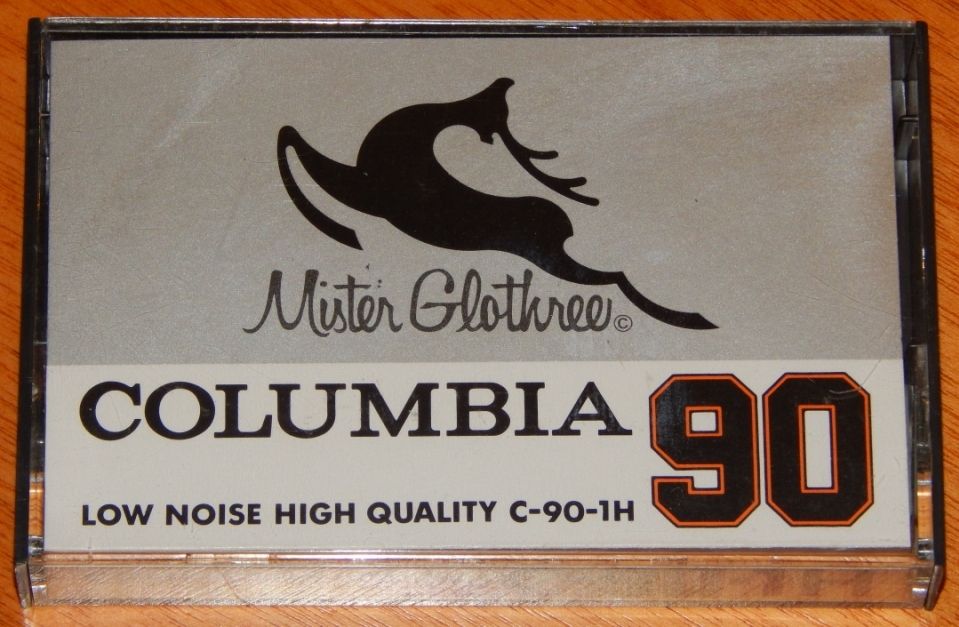 Mister Glothree©
COLUMBIA 90
LOW NOISE HIGH QUALITY C-90-1H